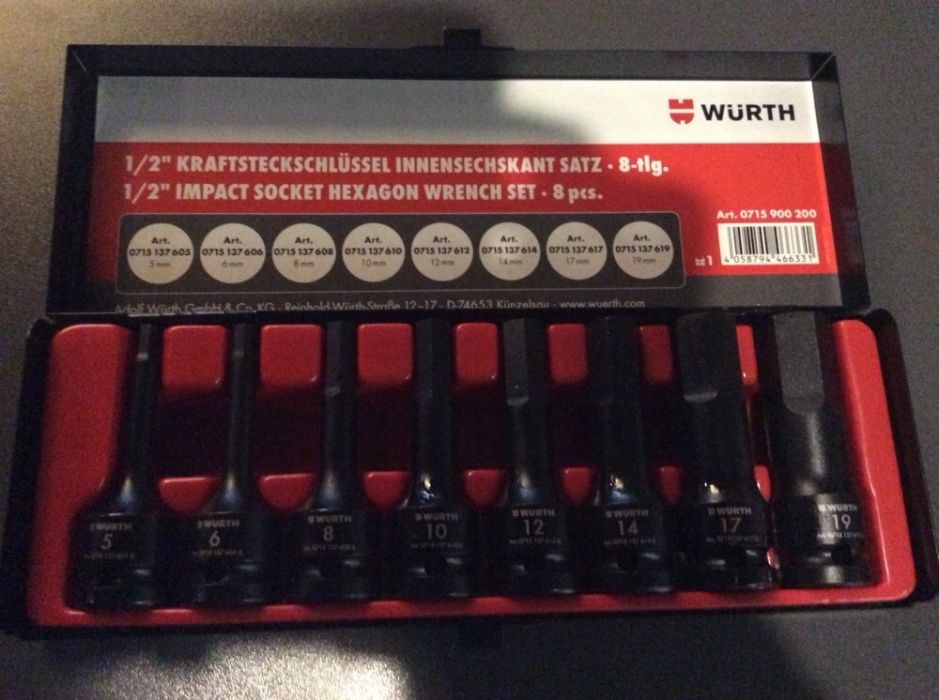 WÜRTH
1/2" KRAFTSTECKSCHLÜSSEL INNENSECHSKANT SATZ · 8-tlg.
1/2" IMPACT SOCKET HEXAGON WRENCH SET · 8 pcs.
Art. 0715 900 200
Art. 0715 137 605 5 mm
Art. 0715 137 606 6 mm
Art. 0715 137 608 8 mm
Art. 0715 137 610 10 mm
Art. 0715 137 612 12 mm
Art. 0715 137 614 14 mm
Art. 0715 137 617 17 mm
Art. 0715 137 619 19 mm
1
4 058794 466331
Adolf Würth GmbH & Co. KG · Reinhold-Würth-Straße 12-17 · D-74653 Künzelsau · www.wuerth.com
WÜRTH
5
WÜRTH
6
WÜRTH
8
WÜRTH
10
WÜRTH
12
WÜRTH
14
WÜRTH
17
WÜRTH
19